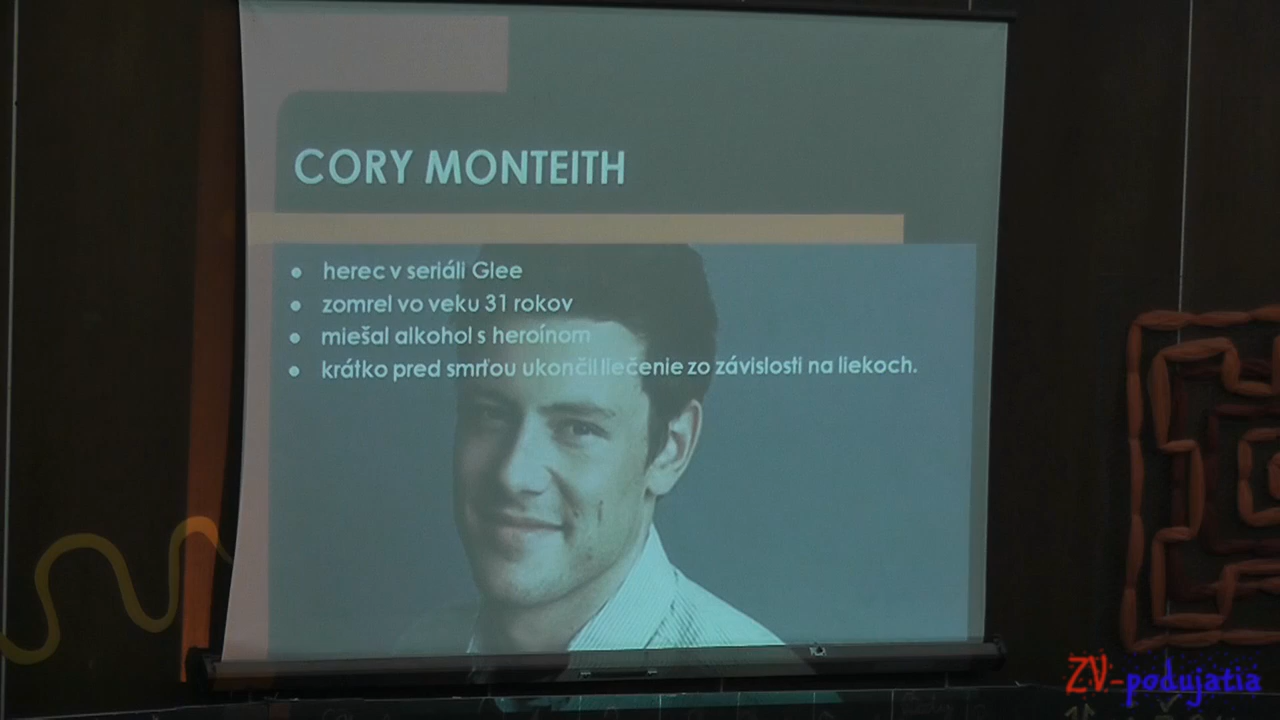 CORY MONTEITH
herec v seriáli Glee
zomrel vo veku 31 rokov
miešal alkohol s heroínom
krátko pred smrťou ukončil liečenie zo závislosti na liekoch.
ZV-podujatia